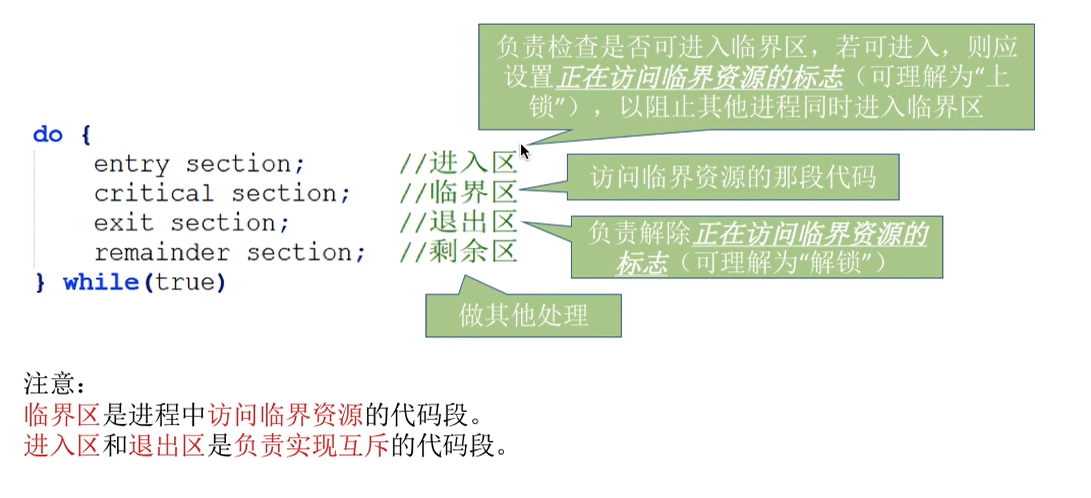 负责检查是否可进入临界区，若可进入，则应
设置正在访问临界资源的标志（可理解为“上
锁”），以阻止其他进程同时进入临界区
do {
entry section; //进入区
critical section; //临界区
exit section; //退出区
remainder section; //剩余区
} while(true)
访问临界资源的那段代码
负责解除正在访问临界资源的
标志（可理解为“解锁”）
做其他处理
注意：
临界区是进程中访问临界资源的代码段。
进入区和退出区是负责实现互斥的代码段。